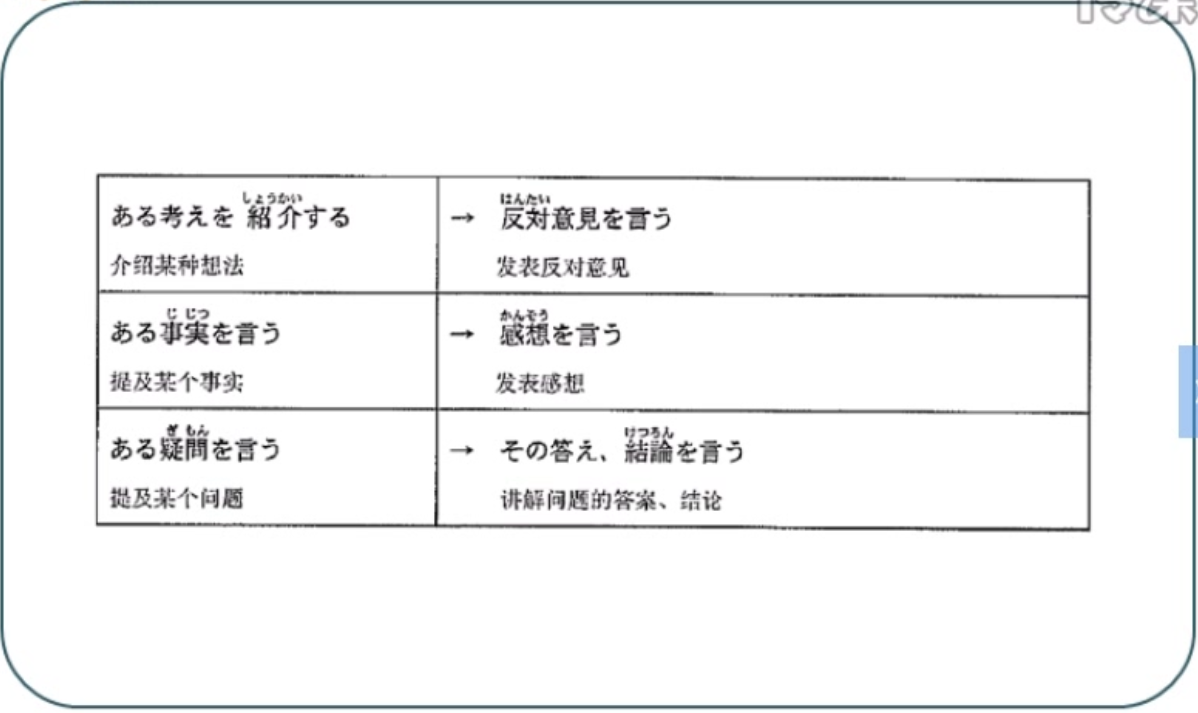 ある考えを紹介する
しょうかい
→ 反対意見を言う
はんたい
介绍某种想法
发表反对意见
ある事実を言う
じじつ
→ 感想を言う
かんそう
提及某个事实
发表感想
ある疑問を言う
ぎもん
→ その答え、結論を言う
けつろん
提及某个问题
讲解问题的答案、结论